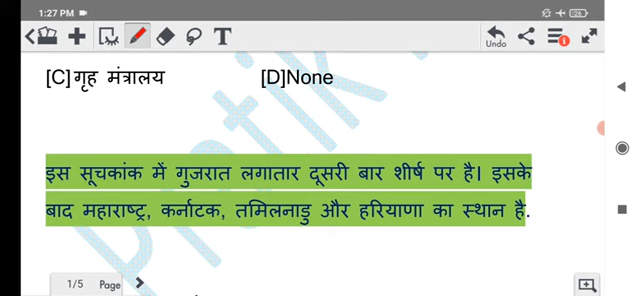 1:27 PM
26
T
Undo
[C]गृह मंत्रालय [D]None
इस सूचकांक में गुजरात लगातार दूसरी बार शीर्ष पर है। इसके
बाद महाराष्ट्र, कर्नाटक, तमिलनाडु और हरियाणा का स्थान है.
1/5 Page